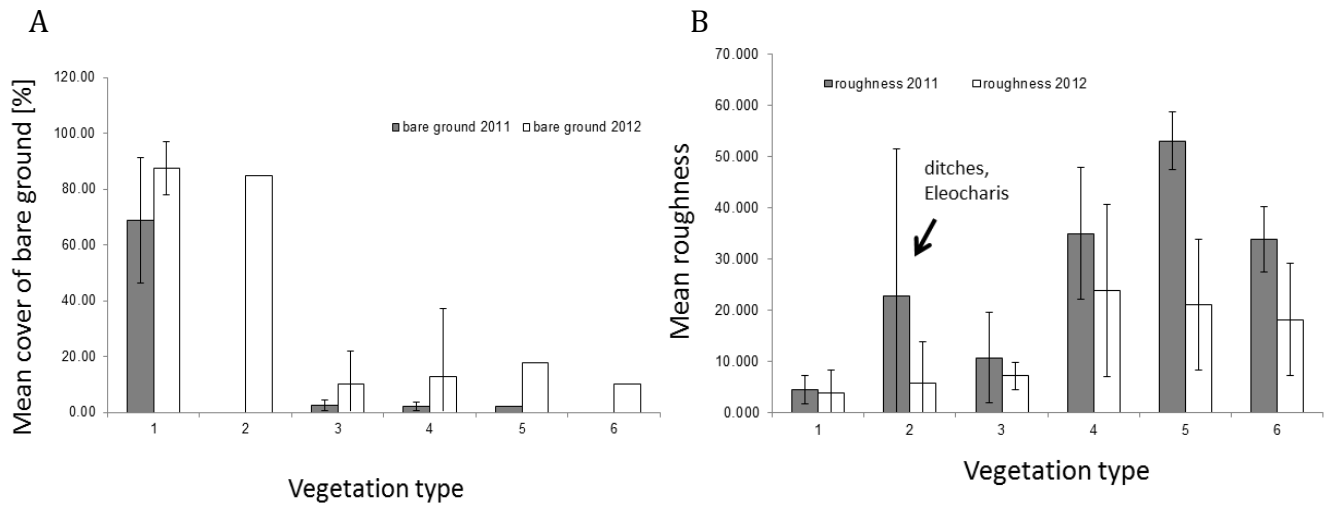 A
Mean cover of bare ground [%]
120.00
100.00
80.00
60.00
40.00
20.00
0.00
bare ground 2011 bare ground 2012
1 2 3 4 5 6
Vegetation type
B
Mean roughness
70.000
60.000
50.000
40.000
30.000
20.000
10.000
0.000
roughness 2011 roughness 2012
ditches,
Eleocharis
1 2 3 4 5 6
Vegetation type